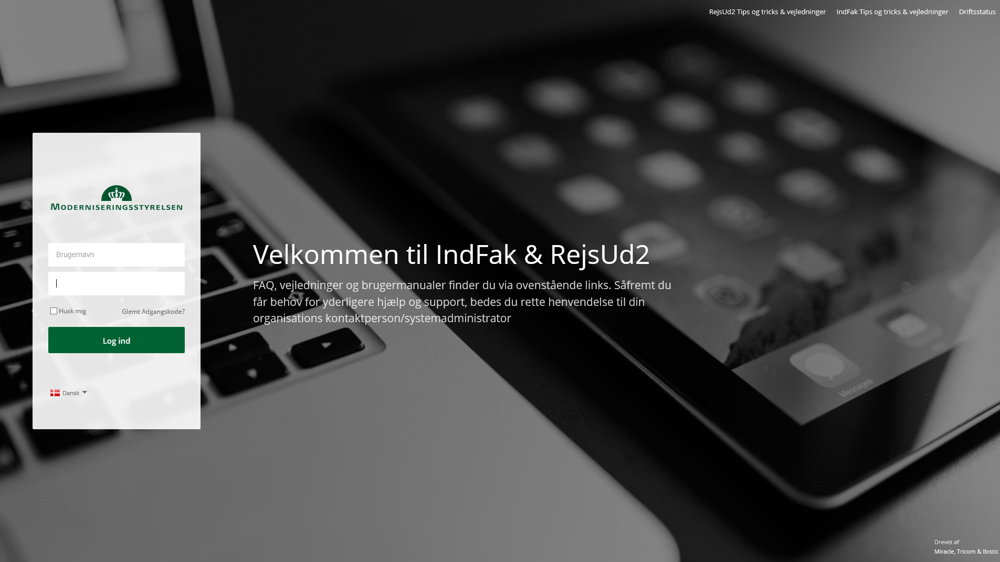 RejsUd2 Tips og tricks & vejledninger IndFak Tips og tricks & vejledninger Driftsstatus
MODERNISERINGSSTYRELSEN
Brugernavn
Husk mig Glemt Adgangskode?
Log ind
Dansk
Velkommen til IndFak & RejsUd2
FAQ, vejledninger og brugermanualer finder du via ovenstående links. Såfremt du
får behov for yderligere hjælp og support, bedes du rette henvendelse til din
organisations kontaktperson/systemadministrator
Messages
Drevet af
Miracle, Tricom & Ibistic